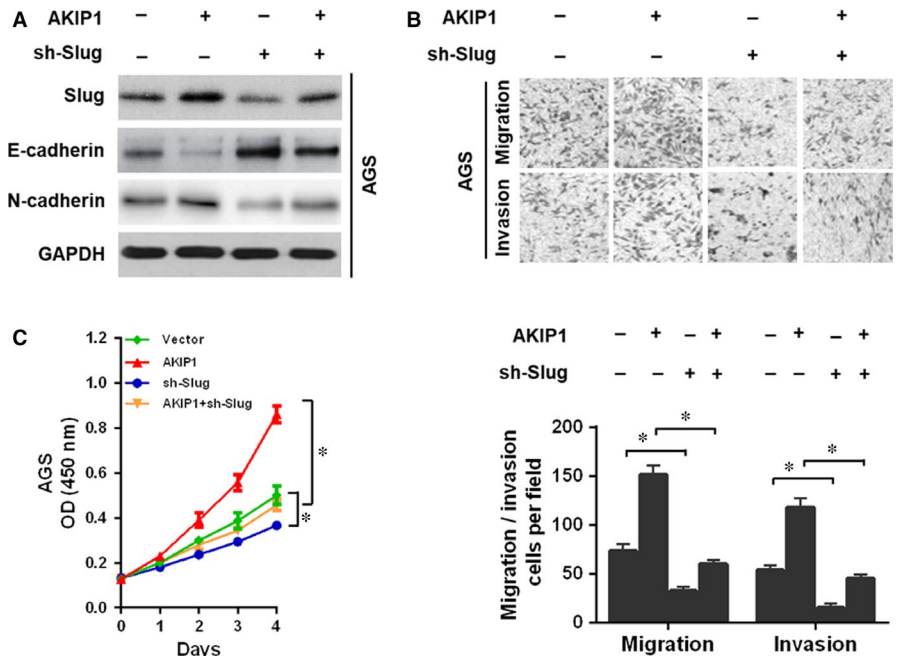 A
AKIP1 – + – +
sh-Slug – – + +
Slug
E-cadherin
N-cadherin
GAPDH
AGS
B
AKIP1 – + – +
sh-Slug – – + +
AGS
Migration
Invasion
C
AGS
OD (450 nm)
1.2
1.0
0.8
0.6
0.4
0.2
0.0
Vector
AKIP1
sh-Slug
AKIP1+sh-Slug
*
*
0 1 2 3 4
Days
AKIP1 – + – + – + – +
sh-Slug – – + + – – + +
Migration / invasion
cells per field
200
150
100
50
0
* * * *
Migration Invasion